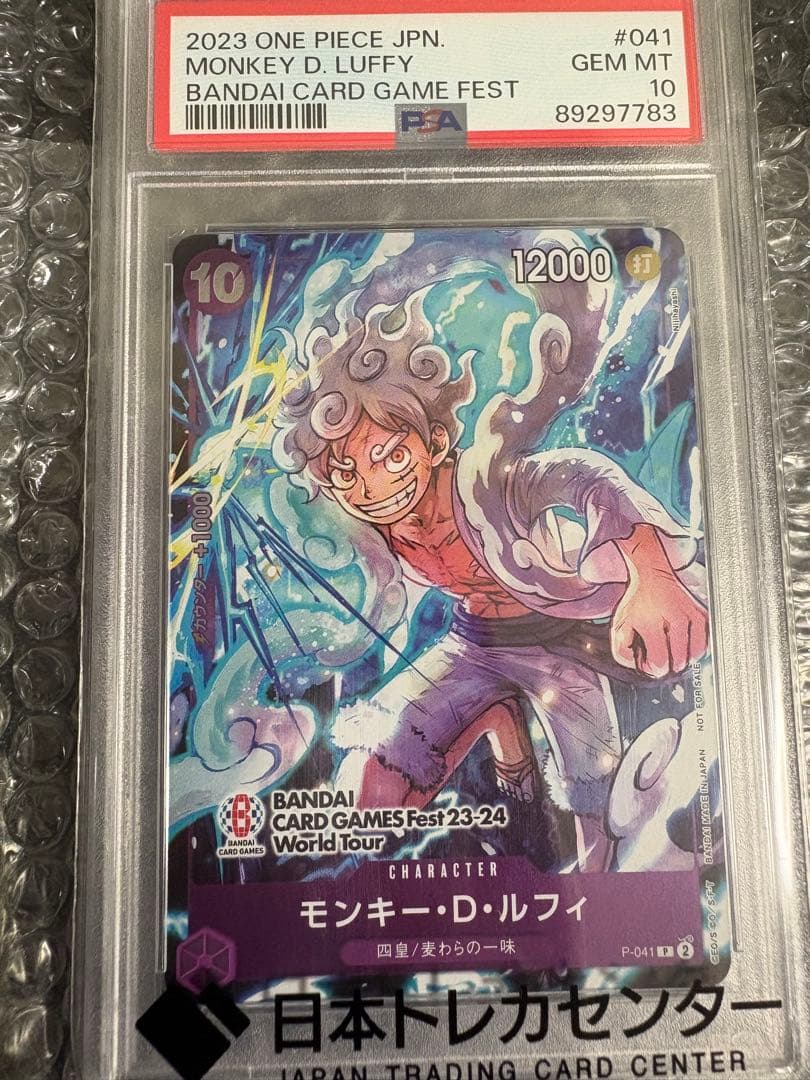 2023 ONE PIECE JPN. #041
MONKEY D. LUFFY GEM MT
BANDAI CARD GAME FEST 10
PSA 89297783
10
12000 打
Nijihayashi
カウンター +1000
NOT FOR SALE
BANDAI MADE IN JAPAN
BANDAI
CARD GAMES Fest 23-24
World Tour
BANDAI
CARD GAMES
CHARACTER
モンキー・D・ルフィ
四皇/麦わらの一味
P-041 P 2
日本トレカセンター
JAPAN TRADING CARD CENTER